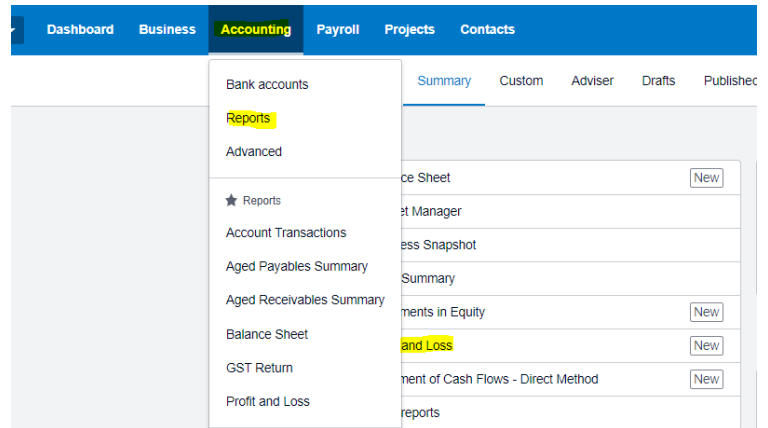 Dashboard Business Accounting Payroll Projects Contacts
Summary Custom Adviser Drafts Published
Bank accounts
Reports
Advanced
Reports
Account Transactions
Aged Payables Summary
Aged Receivables Summary
Balance Sheet
GST Return
Profit and Loss
ce Sheet New
et Manager
ess Snapshot
Summary
ments in Equity New
and Loss New
ment of Cash Flows - Direct Method New
reports